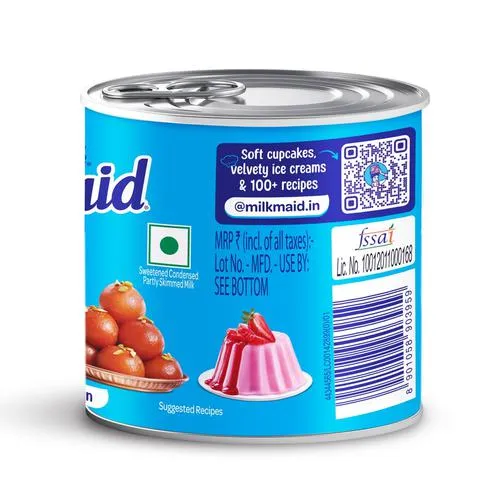 aid®
Soft cupcakes,
velvety ice creams
& 100+ recipes
@milkmaid.in
Sweetened Condensed
Partly Skimmed Milk
MRP ₹ (incl. of all taxes):-
Lot No. - MFD. - USE BY:
SEE BOTTOM
fssai
Lic. No. 10012011000168
8 901058 903959
Suggested Recipes